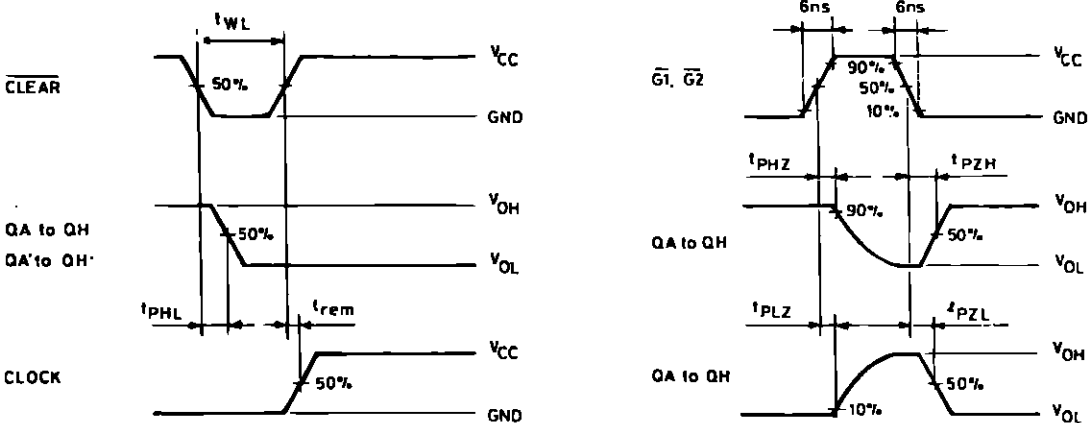 tWL
VCC
CLEAR
50%
GND
VOH
QA to QH
50%
QA' to QH'
VOL
tPHL
trem
VCC
CLOCK
50%
GND
6ns 6ns
VCC
G1, G2
90%
50%
10%
GND
tPHZ
tPZH
VOH
90%
QA to QH
50%
VOL
tPLZ
tPZL
VOH
QA to QH
50%
10%
VOL